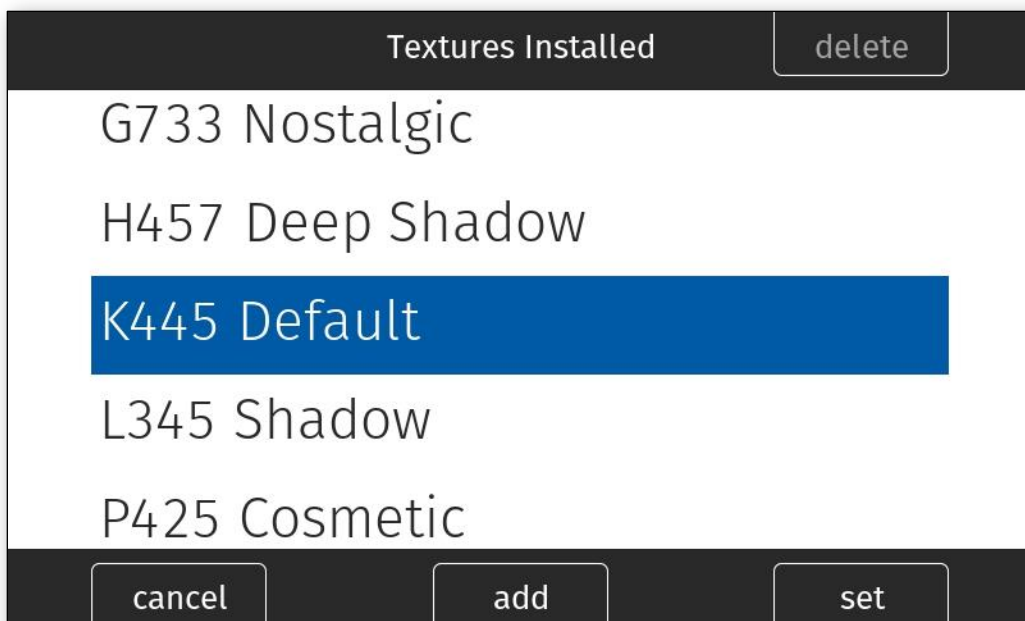 Textures Installed
delete
G733 Nostalgic
H457 Deep Shadow
K445 Default
L345 Shadow
P425 Cosmetic
cancel
add
set